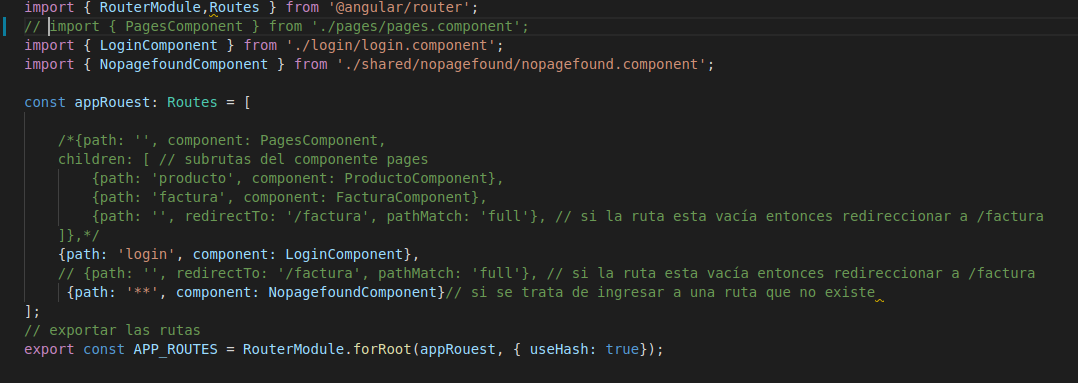 import { RouterModule,Routes } from '@angular/router';
// import { PagesComponent } from './pages/pages.component';
import { LoginComponent } from './login/login.component';
import { NopagefoundComponent } from './shared/nopagefound/nopagefound.component';
const appRouest: Routes = [
/*{path: '', component: PagesComponent,
children: [ // subrutas del componente pages
{path: 'producto', component: ProductoComponent},
{path: 'factura', component: FacturaComponent},
{path: '', redirectTo: '/factura', pathMatch: 'full'}, // si la ruta esta vacía entonces redireccionar a /factura
]},*/
{path: 'login', component: LoginComponent},
// {path: '', redirectTo: '/factura', pathMatch: 'full'}, // si la ruta esta vacía entonces redireccionar a /factura
{path: '**', component: NopagefoundComponent}// si se trata de ingresar a una ruta que no existe
];
// exportar las rutas
export const APP_ROUTES = RouterModule.forRoot(appRouest, { useHash: true});